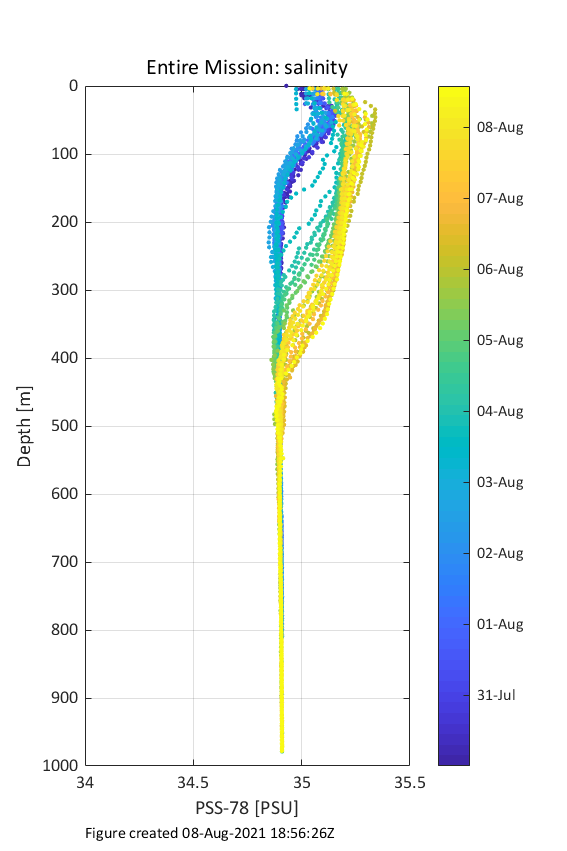 Entire Mission: salinity
0
100
200
300
400
500
600
700
800
900
1000
Depth [m]
34
34.5
35
35.5
PSS-78 [PSU]
08-Aug
07-Aug
06-Aug
05-Aug
04-Aug
03-Aug
02-Aug
01-Aug
31-Jul
Figure created 08-Aug-2021 18:56:26Z